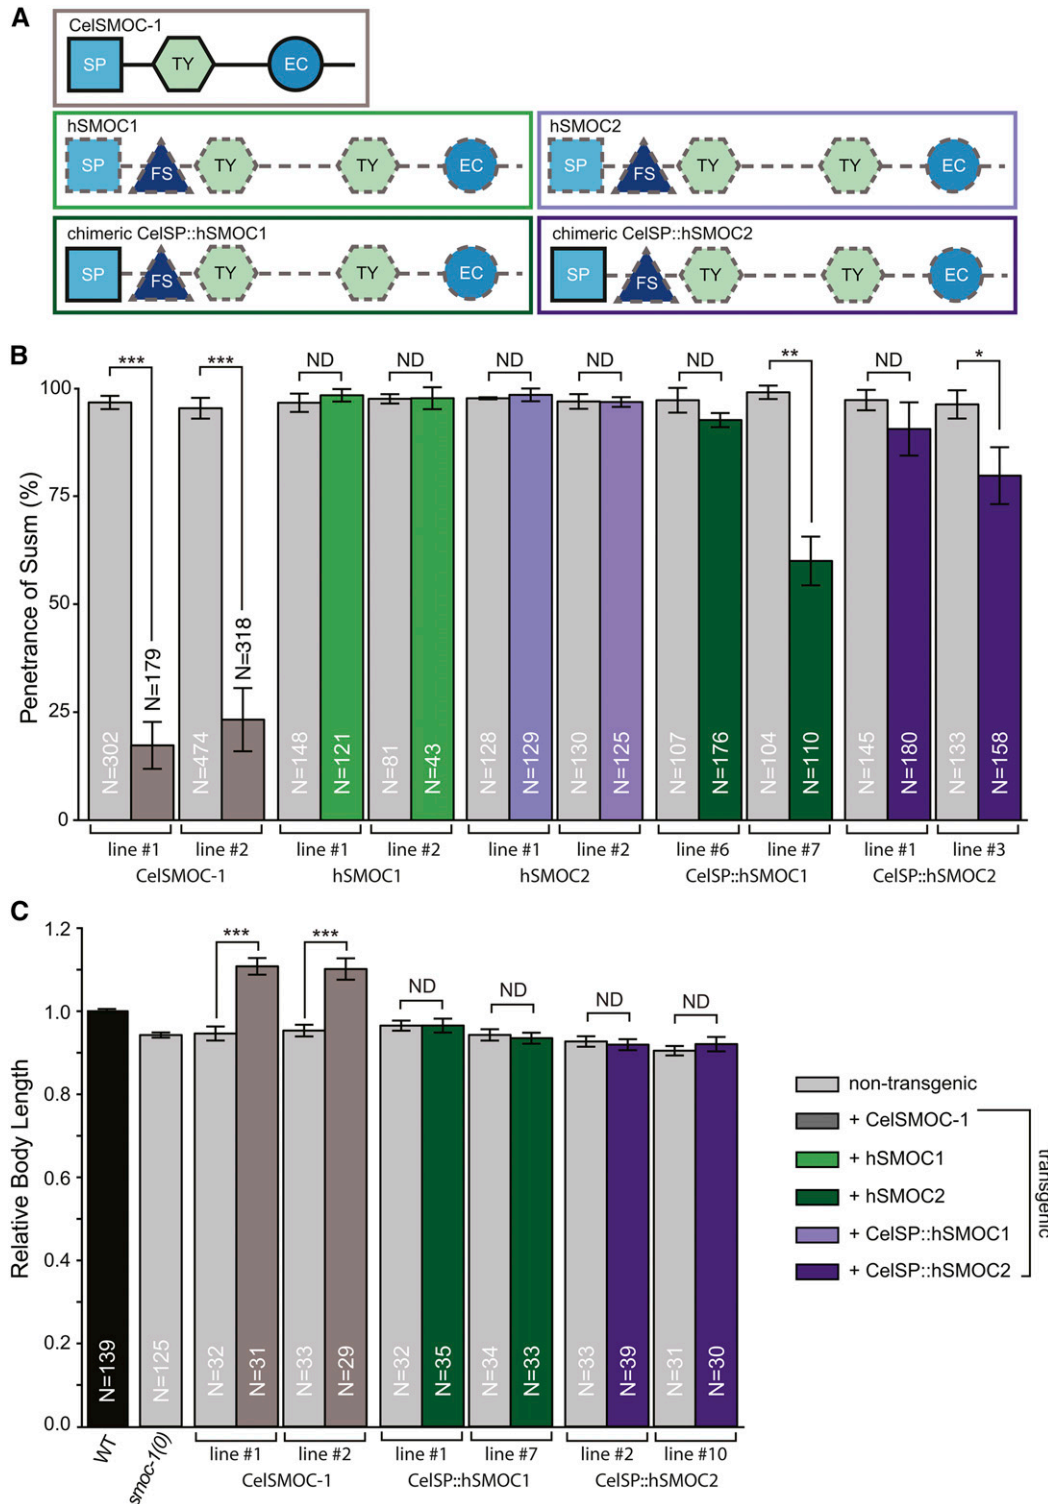 A
CelSMOC-1
SP TY EC
hSMOC1
SP FS TY TY EC
hSMOC2
SP FS TY TY EC
chimeric CelSP::hSMOC1
SP FS TY TY EC
chimeric CelSP::hSMOC2
SP FS TY TY EC
B
*** *** ND ND ND ND ND ** ND *
Penetrance of Susm (%)
100
75
50
25
0
N=302 N=179 N=474 N=318 N=148 N=121 N=81 N=43 N=128 N=129 N=130 N=125 N=107 N=176 N=104 N=110 N=145 N=180 N=133 N=158
line #1 line #2 line #1 line #2 line #1 line #2 line #6 line #7 line #1 line #3
CelSMOC-1 hSMOC1 hSMOC2 CelSP::hSMOC1 CelSP::hSMOC2
C
*** *** ND ND ND ND
Relative Body Length
1.2
1.0
0.8
0.6
0.4
0.2
0.0
N=139 N=125 N=32 N=31 N=33 N=29 N=32 N=35 N=34 N=33 N=33 N=39 N=31 N=30
WT smoc-1(0) line #1 line #2 line #1 line #7 line #2 line #10
CelSMOC-1 CelSP::hSMOC1 CelSP::hSMOC2
non-transgenic
+ CelSMOC-1
+ hSMOC1
+ hSMOC2
+ CelSP::hSMOC1
+ CelSP::hSMOC2
transgenic